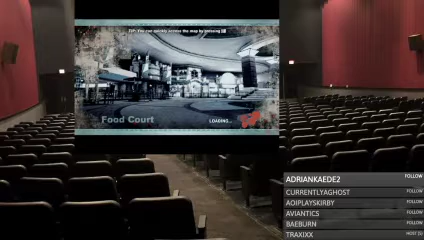 TIP: You can quickly access the map by pressing
Food Court
LOADING...
ADRIANKAEDE2 FOLLOW
CURRENTLYAGHOST FOLLOW
AOIPLAYSKIRBY FOLLOW
AVIANTICS FOLLOW
BAEBURN FOLLOW
TRAXIXX HOST